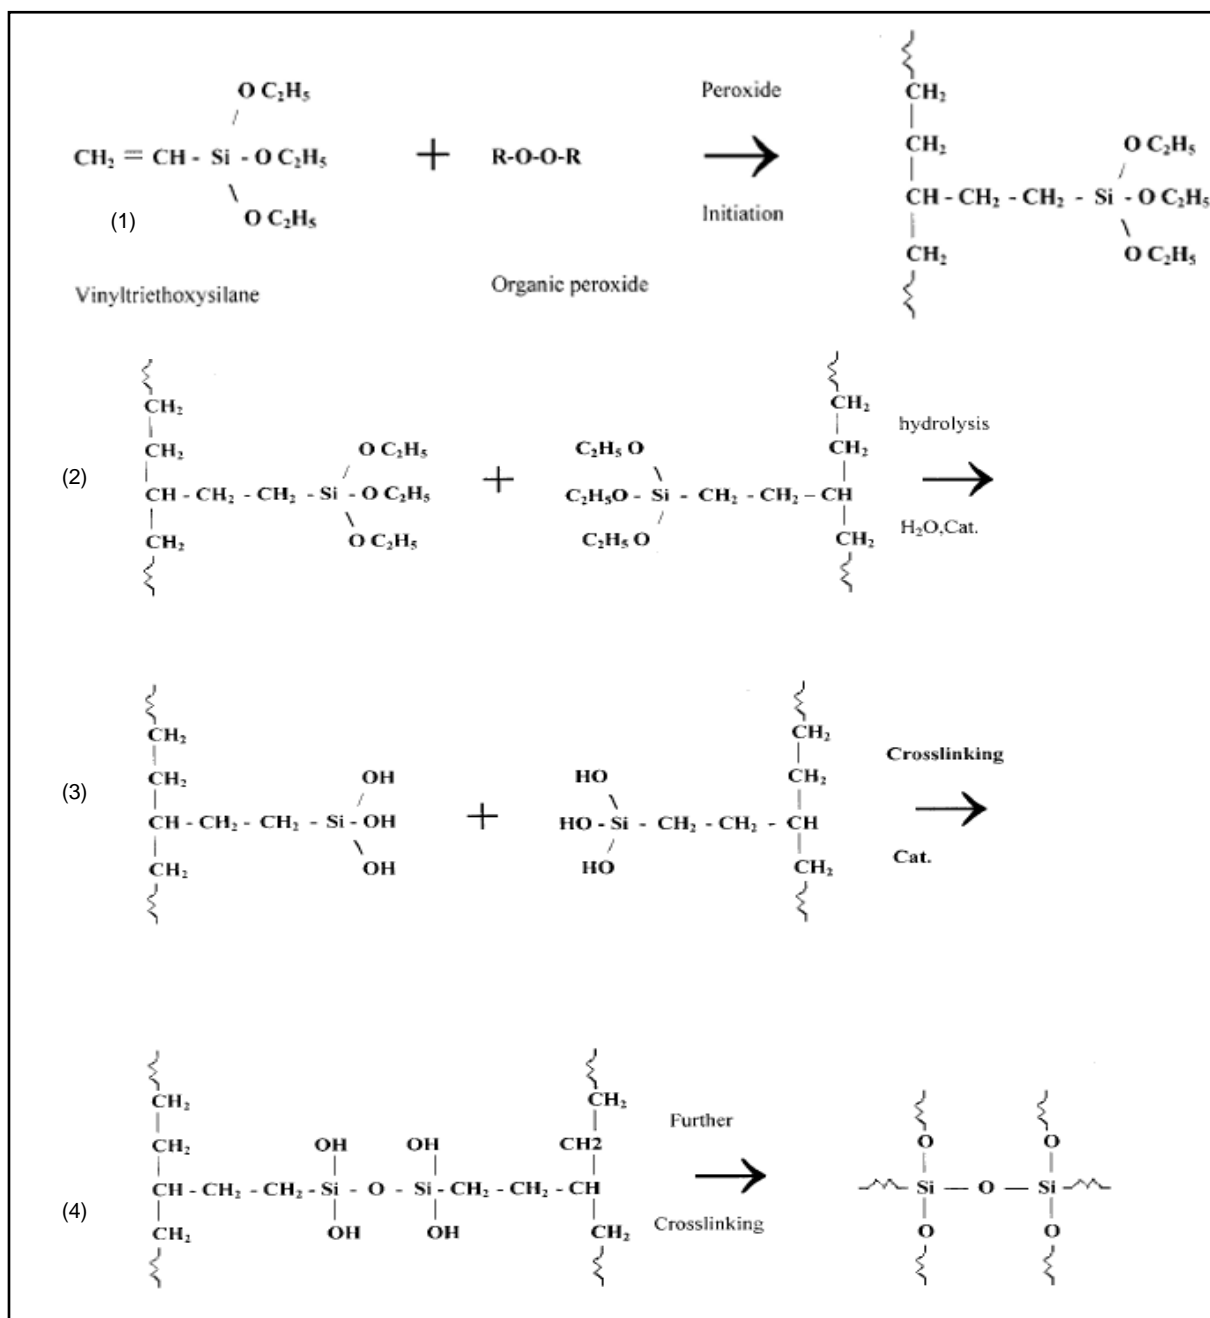 O C₂H₅
Peroxide
CH₂
CH₂ = CH - Si - O C₂H₅ + R-O-O-R
CH₂
O C₂H₅
(1)
O C₂H₅
Initiation
CH - CH₂ - CH₂ - Si - O C₂H₅
CH₂
O C₂H₅
Vinyltriethoxysilane
Organic peroxide
CH₂
CH₂
hydrolysis
CH₂
O C₂H₅
C₂H₅ O
CH₂
(2)
CH - CH₂ - CH₂ - Si - O C₂H₅ + C₂H₅O - Si - CH₂ - CH₂ - CH
CH₂
O C₂H₅
C₂H₅ O
CH₂
H₂O,Cat.
CH₂
CH₂
Crosslinking
CH₂
OH
HO
CH₂
(3)
CH - CH₂ - CH₂ - Si - OH + HO - Si - CH₂ - CH₂ - CH
CH₂
OH
HO
CH₂
Cat.
CH₂
CH₂
Further
CH₂
OH
OH
CH2
O
O
CH - CH₂ - CH₂ - Si - O - Si - CH₂ - CH₂ - CH
Si — O — Si
(4)
CH₂
OH
OH
CH₂
Crosslinking
O
O